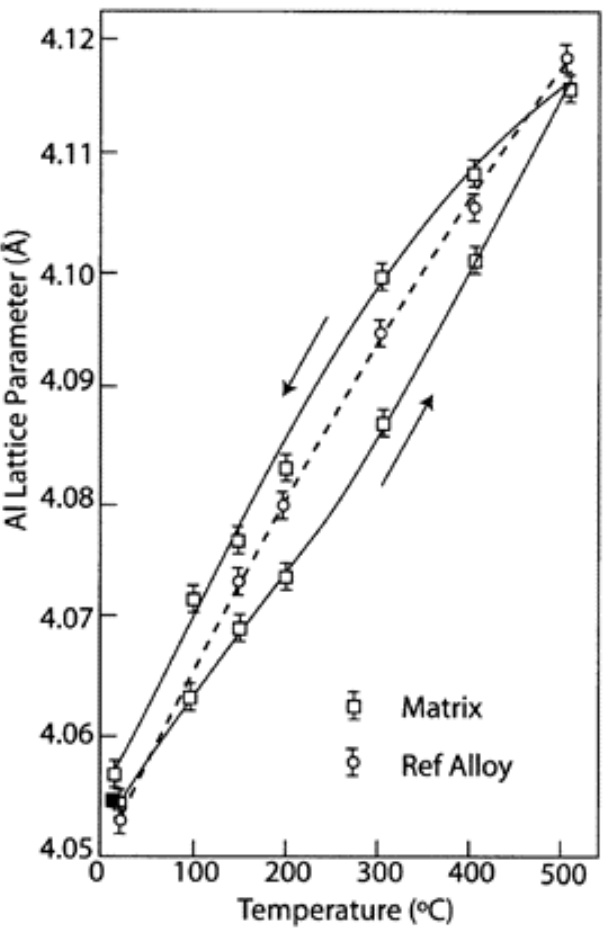 4.12
4.11
4.10
4.09
4.08
4.07
4.06
4.05
Al Lattice Parameter (Å)
Matrix
Ref Alloy
0 100 200 300 400 500
Temperature (ºC)